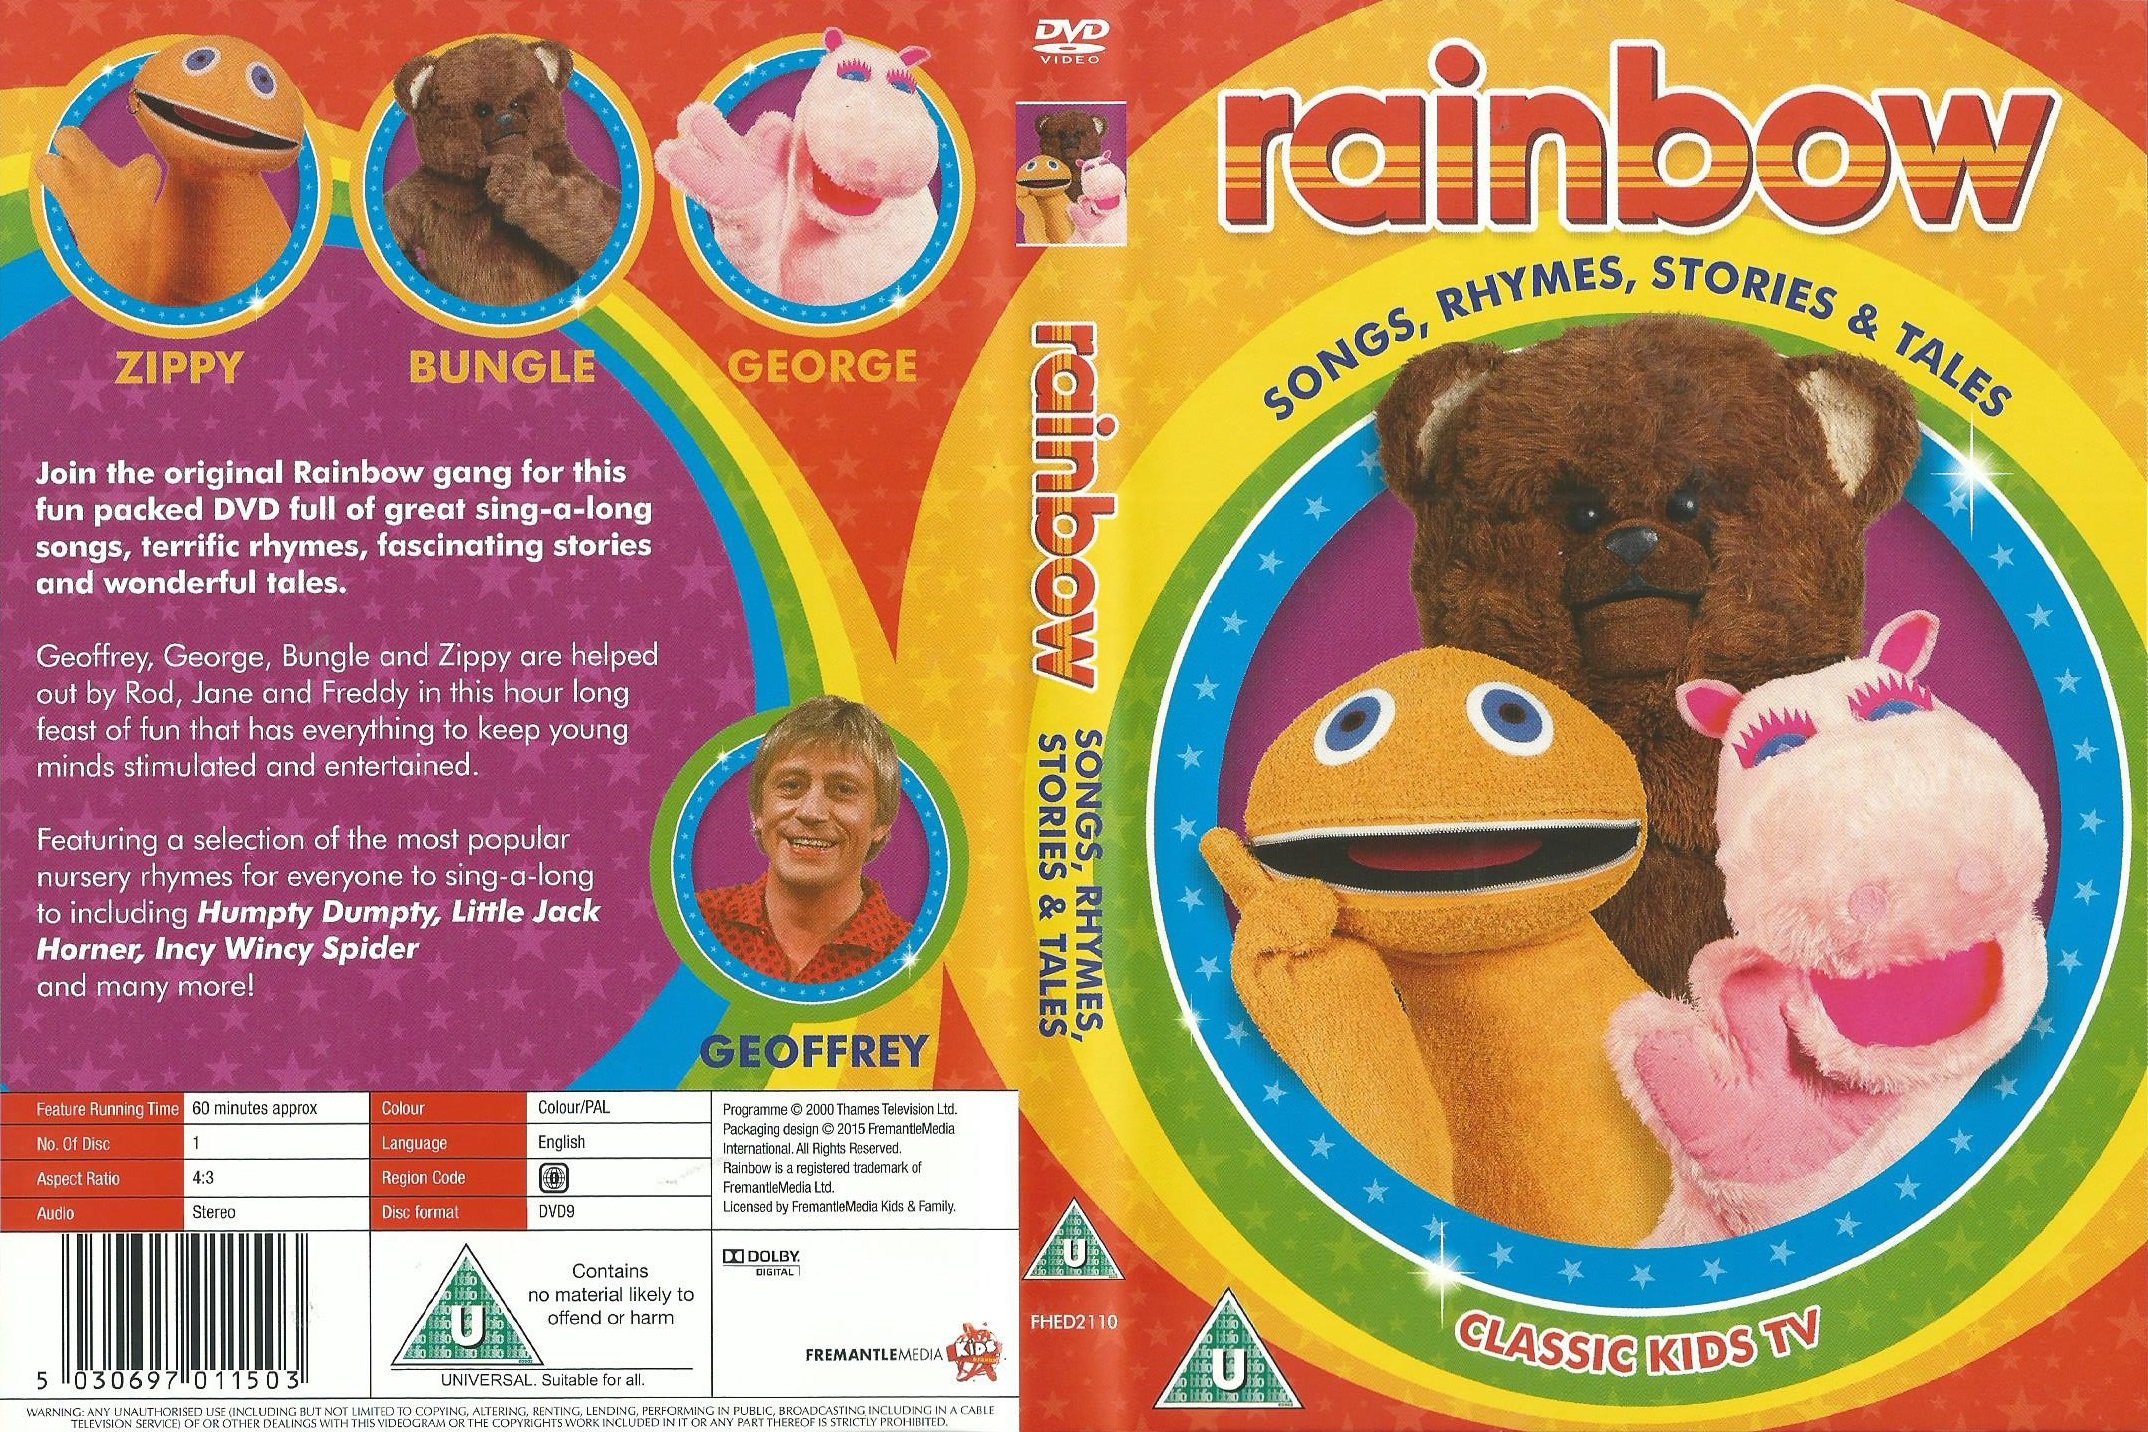 ZIPPY
BUNGLE
GEORGE
Join the original Rainbow gang for this
fun packed DVD full of great sing-a-long
songs, terrific rhymes, fascinating stories
and wonderful tales.
Geoffrey, George, Bungle and Zippy are helped
out by Rod, Jane and Freddy in this hour long
feast of fun that has everything to keep young
minds stimulated and entertained.
Featuring a selection of the most popular
nursery rhymes for everyone to sing-a-long
to including Humpty Dumpty, Little Jack
Horner, Incy Wincy Spider
and many more!
GEOFFREY
Feature Running Time 60 minutes approx
No. Of Disc 1
Aspect Ratio 4:3
Audio Stereo
Colour Colour/PAL
Language English
Region Code 0
Disc format DVD9
Programme © 2000 Thames Television Ltd.
Packaging design © 2015 FremantleMedia
International. All Rights Reserved.
Rainbow is a registered trademark of
FremantleMedia Ltd.
Licensed by FremantleMedia Kids & Family.
5 030697 011503
U
Contains
no material likely to
offend or harm
UNIVERSAL. Suitable for all.
DOLBY
DIGITAL
FREMANTLEMEDIA KIDS
WARNING: ANY UNAUTHORISED USE (INCLUDING BUT NOT LIMITED TO COPYING, ALTERING, RENTING, LENDING, PERFORMING IN PUBLIC, BROADCASTING INCLUDING IN A CABLE
TELEVISION SERVICE) OF OR OTHER DEALINGS WITH THIS VIDEOGRAM OR THE COPYRIGHTS WORK INCLUDED IN IT OR ANY PART THEREOF IS STRICTLY PROHIBITED.
DVD
VIDEO
rainbow
SONGS, RHYMES,
STORIES & TALES
U
FHED2110
rainbow
SONGS, RHYMES, STORIES & TALES
CLASSIC KIDS TV
U